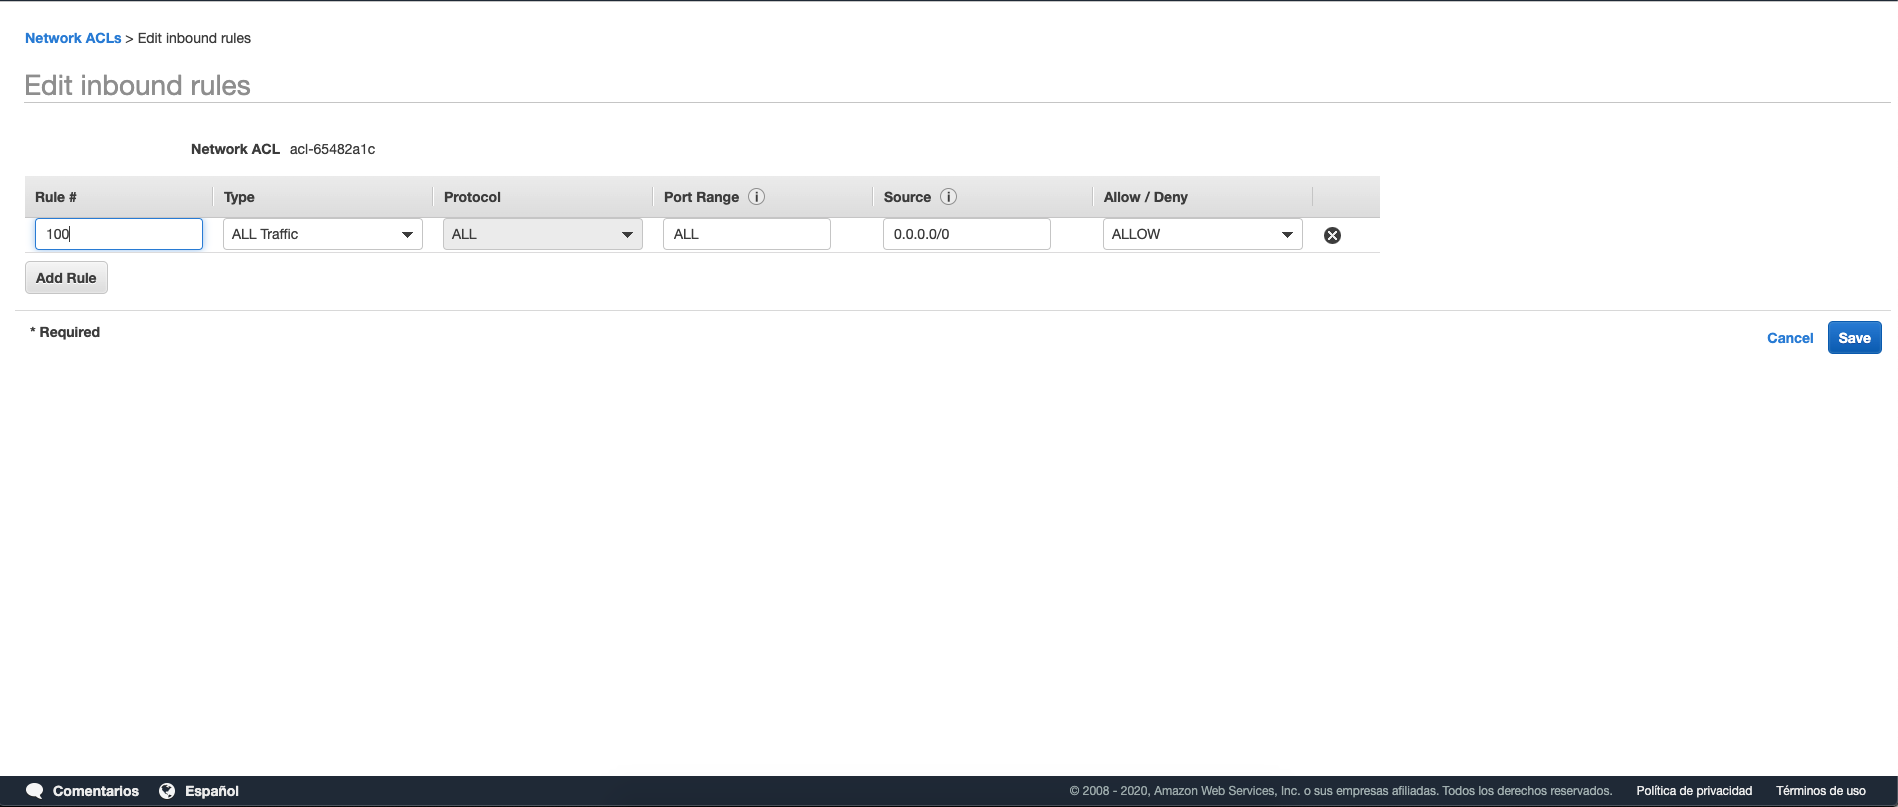 Network ACLs > Edit inbound rules
Edit inbound rules
Network ACL acl-65482a1c
Rule # Type Protocol Port Range i Source i Allow / Deny
100 ALL Traffic ALL ALL 0.0.0.0/0 ALLOW
Add Rule
* Required
Cancel Save
Comentarios Español © 2008 - 2020, Amazon Web Services, Inc. o sus empresas afiliadas. Todos los derechos reservados. Política de privacidad Términos de uso